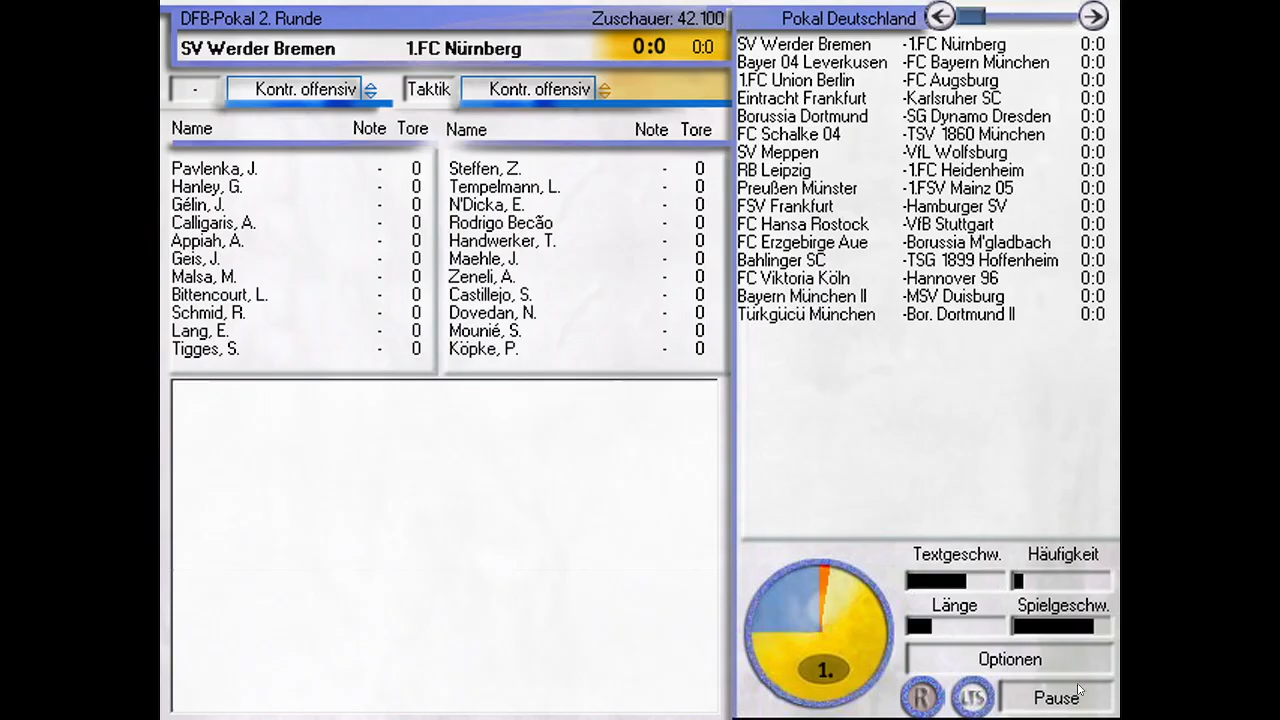 DFB-Pokal 2. Runde Zuschauer: 42.100
SV Werder Bremen 1.FC Nürnberg 0:0 0:0
- Kontr. offensiv Taktik Kontr. offensiv
Name Note Tore Name Note Tore
Pavlenka, J. - 0 Steffen, Z. - 0
Hanley, G. - 0 Tempelmann, L. - 0
Gélin, J. - 0 N'Dicka, E. - 0
Calligaris, A. - 0 Rodrigo Becão - 0
Appiah, A. - 0 Handwerker, T. - 0
Geis, J. - 0 Maehle, J. - 0
Malsa, M. - 0 Zeneli, A. - 0
Bittencourt, L. - 0 Castillejo, S. - 0
Schmid, R. - 0 Dovedan, N. - 0
Lang, E. - 0 Mounié, S. - 0
Tigges, S. - 0 Köpke, P. - 0
Pokal Deutschland
SV Werder Bremen -1.FC Nürnberg 0:0
Bayer 04 Leverkusen -FC Bayern München 0:0
1.FC Union Berlin -FC Augsburg 0:0
Eintracht Frankfurt -Karlsruher SC 0:0
Borussia Dortmund -SG Dynamo Dresden 0:0
FC Schalke 04 -TSV 1860 München 0:0
SV Meppen -VfL Wolfsburg 0:0
RB Leipzig -1.FC Heidenheim 0:0
Preußen Münster -1.FSV Mainz 05 0:0
FSV Frankfurt -Hamburger SV 0:0
FC Hansa Rostock -VfB Stuttgart 0:0
FC Erzgebirge Aue -Borussia M'gladbach 0:0
Bahlinger SC -TSG 1899 Hoffenheim 0:0
FC Viktoria Köln -Hannover 96 0:0
Bayern München II -MSV Duisburg 0:0
Türkgücü München -Bor. Dortmund II 0:0
Textgeschw. Häufigkeit
Länge Spielgeschw.
1.
Optionen
R LTS Pause